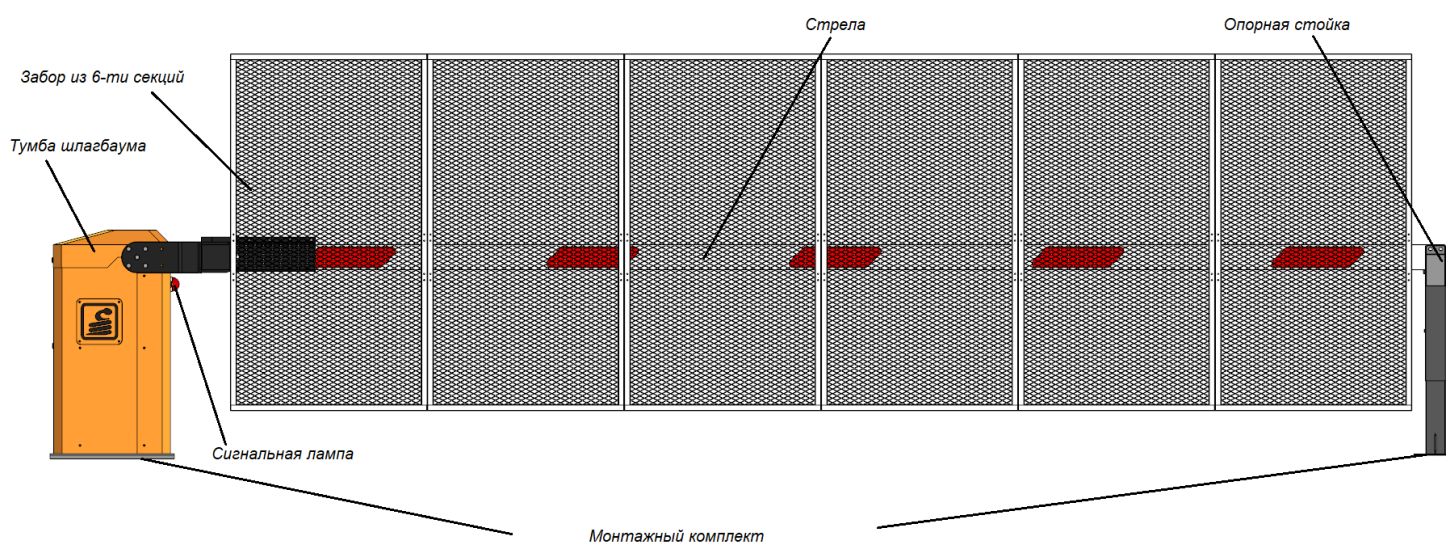 Стрела
Опорная стойка
Забор из 6-ти секций
Тумба шлагбаума
Сигнальная лампа
Монтажный комплект